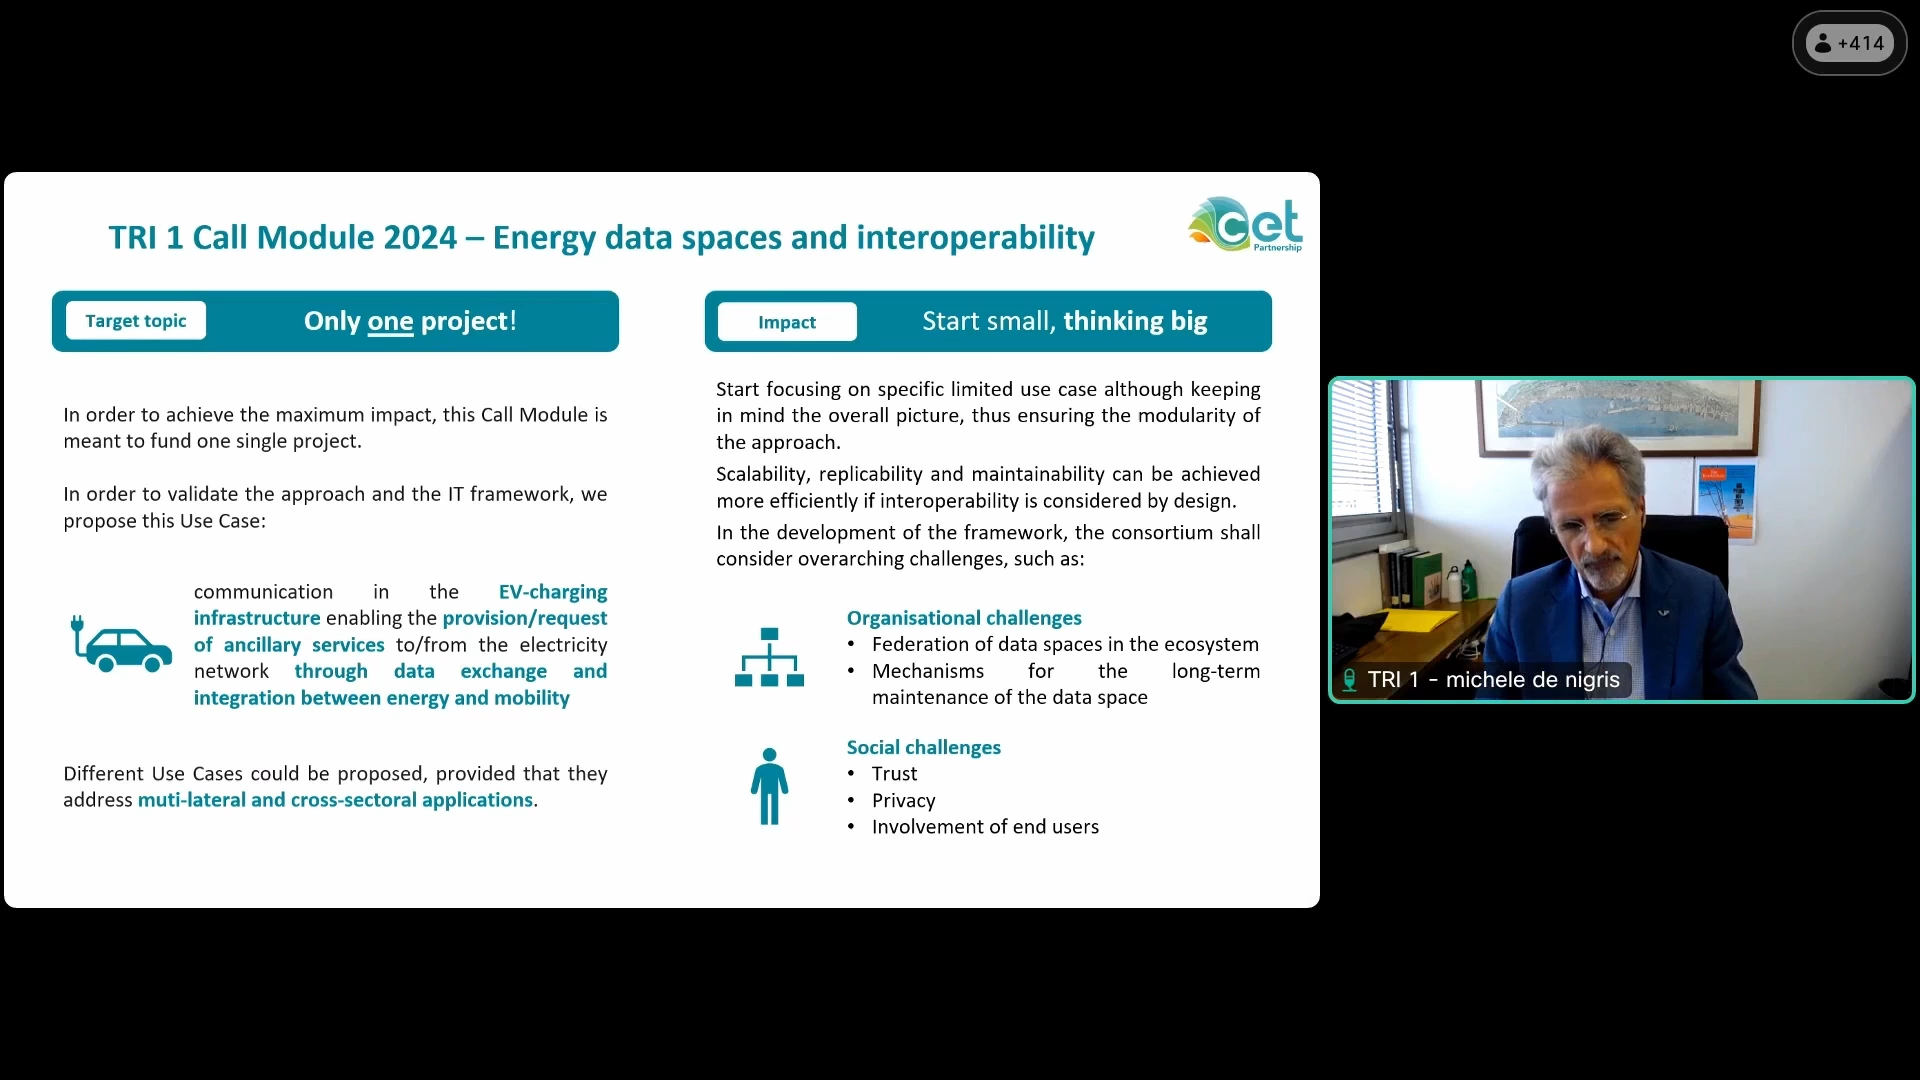 +414
TRI 1 Call Module 2024 – Energy data spaces and interoperability
cet
Partnership
Target topic
Only one project!
In order to achieve the maximum impact, this Call Module is
meant to fund one single project.
In order to validate the approach and the IT framework, we
propose this Use Case:
communication in the EV-charging
infrastructure enabling the provision/request
of ancillary services to/from the electricity
network through data exchange and
integration between energy and mobility
Different Use Cases could be proposed, provided that they
address muti-lateral and cross-sectoral applications.
Impact
Start small, thinking big
Start focusing on specific limited use case although keeping
in mind the overall picture, thus ensuring the modularity of
the approach.
Scalability, replicability and maintainability can be achieved
more efficiently if interoperability is considered by design.
In the development of the framework, the consortium shall
consider overarching challenges, such as:
Organisational challenges
• Federation of data spaces in the ecosystem
• Mechanisms for the long-term
maintenance of the data space
Social challenges
• Trust
• Privacy
• Involvement of end users
TRI 1 - michele de nigris